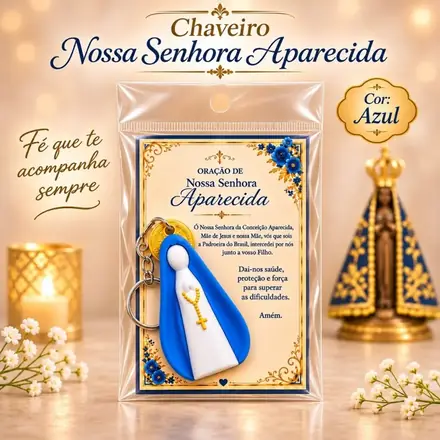 Chaveiro
Nossa Senhora Aparecida
Cor:
Azul
Fé que te
acompanha
sempre
ORAÇÃO DE
Nossa Senhora
Aparecida
Ó Nossa Senhora da Conceição Aparecida,
Mãe de Jesus e nossa Mãe, vós que sois
a Padroeira do Brasil, intercedei por nós
junto a vosso Filho.
Dai-nos saúde,
proteção e força
para superar
as dificuldades.
Amém.